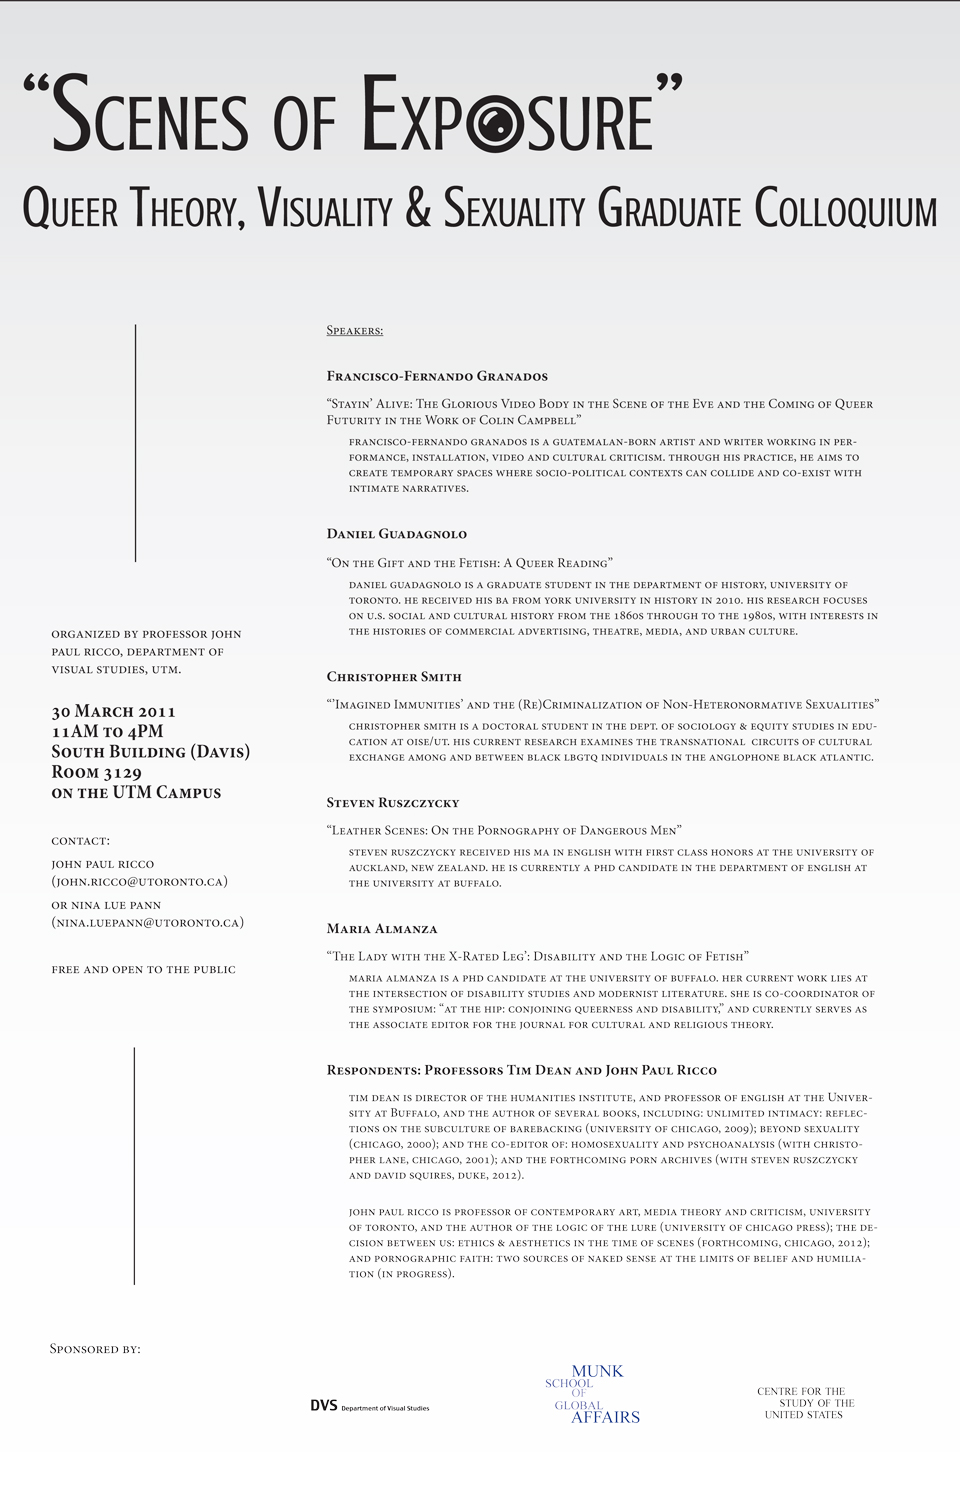 “Scenes of Exposure”
Queer Theory, Visuality & Sexuality Graduate Colloquium
organized by professor john
paul ricco, department of
visual studies, utm.
30 March 2011
11AM to 4PM
South Building (Davis)
Room 3129
on the UTM Campus
contact:
john paul ricco
(john.ricco@utoronto.ca)
or nina lue pann
(nina.luepann@utoronto.ca)
free and open to the public
Speakers:
Francisco-Fernando Granados
“Stayin’ Alive: The Glorious Video Body in the Scene of the Eve and the Coming of Queer
Futurity in the Work of Colin Campbell”
francisco-fernando granados is a guatemalan-born artist and writer working in per-
formance, installation, video and cultural criticism. through his practice, he aims to
create temporary spaces where socio-political contexts can collide and co-exist with
intimate narratives.
Daniel Guadagnolo
“On the Gift and the Fetish: A Queer Reading”
daniel guadagnolo is a graduate student in the department of history, university of
toronto. he received his ba from york university in history in 2010. his research focuses
on u.s. social and cultural history from the 1860s through to the 1980s, with interests in
the histories of commercial advertising, theatre, media, and urban culture.
Christopher Smith
“’Imagined Immunities’ and the (Re)Criminalization of Non-Heteronormative Sexualities”
christopher smith is a doctoral student in the dept. of sociology & equity studies in edu-
cation at oise/ut. his current research examines the transnational circuits of cultural
exchange among and between black lbgtq individuals in the anglophone black atlantic.
Steven Ruszczycky
“Leather Scenes: On the Pornography of Dangerous Men”
steven ruszczycky received his ma in english with first class honors at the university of
auckland, new zealand. he is currently a phd candidate in the department of english at
the university at buffalo.
Maria Almanza
“‘The Lady with the X-Rated Leg’: Disability and the Logic of Fetish”
maria almanza is a phd candidate at the university of buffalo. her current work lies at
the intersection of disability studies and modernist literature. she is co-coordinator of
the symposium: “at the hip: conjoining queerness and disability,” and currently serves as
the associate editor for the journal for cultural and religious theory.
Respondents: Professors Tim Dean and John Paul Ricco
tim dean is director of the humanities institute, and professor of english at the Univer-
sity at Buffalo, and the author of several books, including: unlimited intimacy: reflec-
tions on the subculture of barebacking (university of chicago, 2009); beyond sexuality
(chicago, 2000); and the co-editor of: homosexuality and psychoanalysis (with christo-
pher lane, chicago, 2001); and the forthcoming porn archives (with steven ruszczycky
and david squires, duke, 2012).
john paul ricco is professor of contemporary art, media theory and criticism, university
of toronto, and the author of the logic of the lure (university of chicago press); the de-
cision between us: ethics & aesthetics in the time of scenes (forthcoming, chicago, 2012);
and pornographic faith: two sources of naked sense at the limits of belief and humilia-
tion (in progress).
Sponsored by:
DVS Department of Visual Studies
MUNK
SCHOOL
OF
GLOBAL
AFFAIRS
CENTRE FOR THE
STUDY OF THE
UNITED STATES